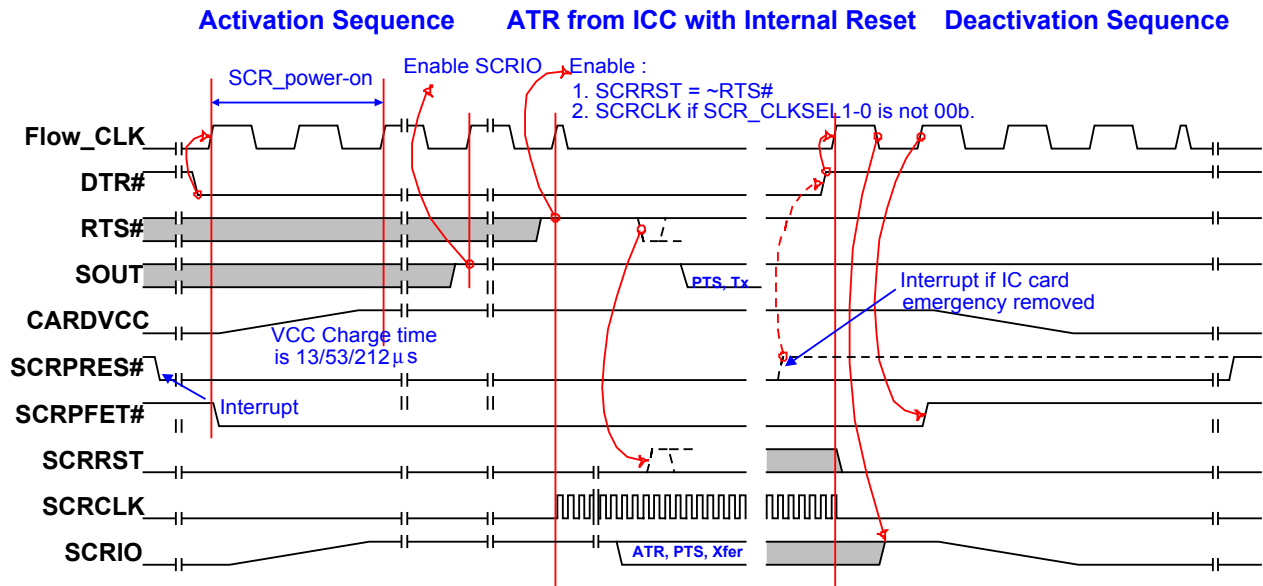 Activation Sequence
ATR from ICC with Internal Reset
Deactivation Sequence
SCR_power-on
Enable SCRIO
Enable :
1. SCRRST = ~RTS#
2. SCRCLK if SCR_CLKSEL1-0 is not 00b.
Flow_CLK
DTR#
RTS#
SOUT
PTS, Tx
Interrupt if IC card
emergency removed
CARDVCC
VCC Charge time
is 13/53/212μs
SCRPRES#
Interrupt
SCRPFET#
SCRRST
SCRCLK
SCRIO
ATR, PTS, Xfer